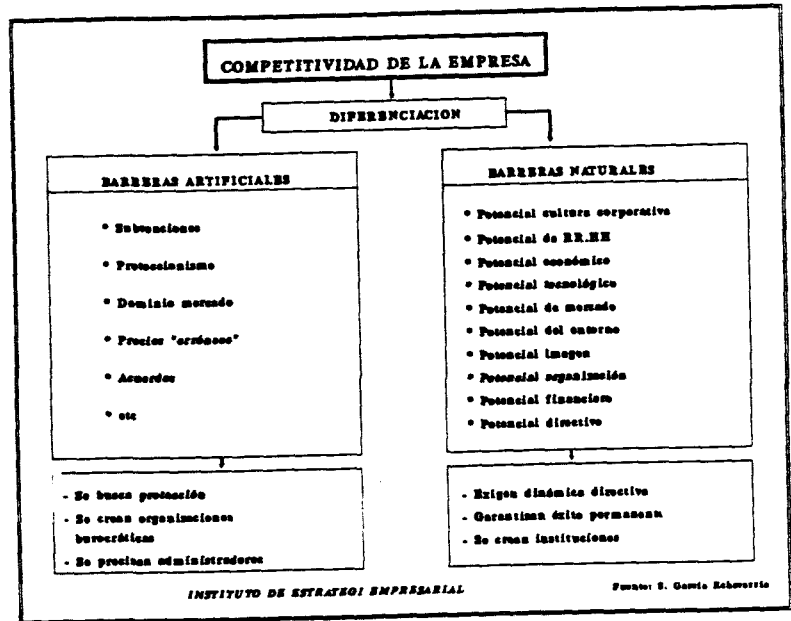 COMPETITIVIDAD DE LA EMPRESA
DIFERENCIACION
BARRERAS ARTIFICIALES
* Subvenciones
* Proteccionismo
* Dominio mercado
* Precios "erróneos"
* Acuerdos
* etc
- Se busca protección
- Se crean organizaciones
burocráticas
- Se precisan administradores
BARRERAS NATURALES
* Potencial cultura corporativa
* Potencial de RR.HH
* Potencial económico
* Potencial tecnológico
* Potencial de mercado
* Potencial del entorno
* Potencial imagen
* Potencial organización
* Potencial financiero
* Potencial directivo
- Exigen dinámica directiva
- Garantizan éxito permanente
- Se crean instituciones
INSTITUTO DE ESTRATEGI EMPRESARIAL
Fuente: S. García Echevarría